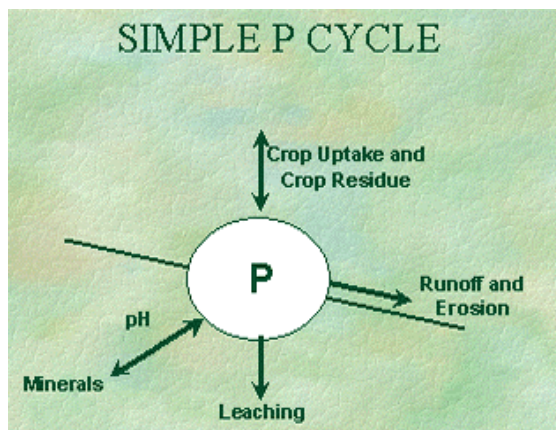 SIMPLE P CYCLE
Crop Uptake and
Crop Residue
P
Runoff and
Erosion
pH
Minerals
Leaching